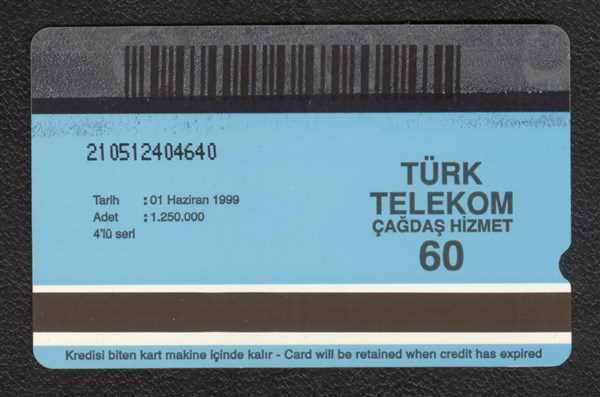 210512404640
Tarih : 01 Haziran 1999
Adet : 1.250.000
4'lü seri
TÜRK
TELEKOM
ÇAĞDAŞ HİZMET
60
Kredisi biten kart makine içinde kalır - Card will be retained when credit has expired